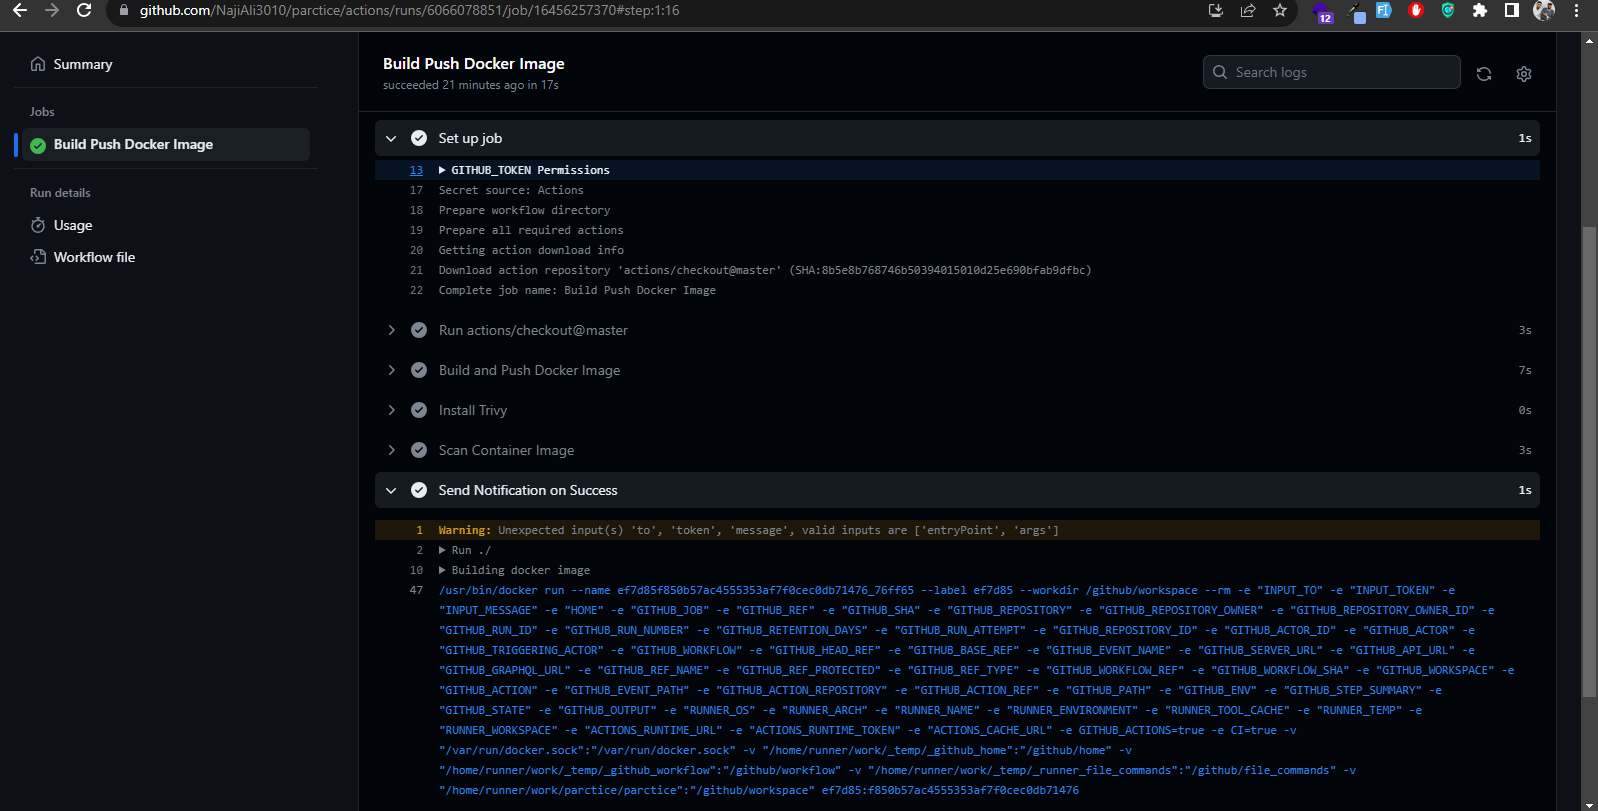 github.com/NajiAli3010/parctice/actions/runs/6066078851/job/16456257370#step:1:16
12
Summary
Jobs
Build Push Docker Image
Run details
Usage
Workflow file
Build Push Docker Image
succeeded 21 minutes ago in 17s
Search logs
Set up job 1s
13 GITHUB_TOKEN Permissions
17 Secret source: Actions
18 Prepare workflow directory
19 Prepare all required actions
20 Getting action download info
21 Download action repository 'actions/checkout@master' (SHA:8b5e8b768746b50394015010d25e690bfab9dfbc)
22 Complete job name: Build Push Docker Image
Run actions/checkout@master 3s
Build and Push Docker Image 7s
Install Trivy 0s
Scan Container Image 3s
Send Notification on Success 1s
1 Warning: Unexpected input(s) 'to', 'token', 'message', valid inputs are ['entryPoint', 'args']
2 Run ./
10 Building docker image
47 /usr/bin/docker run --name ef7d85f850b57ac4555353af7f0cec0db71476_76ff65 --label ef7d85 --workdir /github/workspace --rm -e "INPUT_TO" -e "INPUT_TOKEN" -e
"INPUT_MESSAGE" -e "HOME" -e "GITHUB_JOB" -e "GITHUB_REF" -e "GITHUB_SHA" -e "GITHUB_REPOSITORY" -e "GITHUB_REPOSITORY_OWNER" -e "GITHUB_REPOSITORY_OWNER_ID" -e
"GITHUB_RUN_ID" -e "GITHUB_RUN_NUMBER" -e "GITHUB_RETENTION_DAYS" -e "GITHUB_RUN_ATTEMPT" -e "GITHUB_REPOSITORY_ID" -e "GITHUB_ACTOR_ID" -e "GITHUB_ACTOR" -e
"GITHUB_TRIGGERING_ACTOR" -e "GITHUB_WORKFLOW" -e "GITHUB_HEAD_REF" -e "GITHUB_BASE_REF" -e "GITHUB_EVENT_NAME" -e "GITHUB_SERVER_URL" -e "GITHUB_API_URL" -e
"GITHUB_GRAPHQL_URL" -e "GITHUB_REF_NAME" -e "GITHUB_REF_PROTECTED" -e "GITHUB_REF_TYPE" -e "GITHUB_WORKFLOW_REF" -e "GITHUB_WORKFLOW_SHA" -e "GITHUB_WORKSPACE" -e
"GITHUB_ACTION" -e "GITHUB_EVENT_PATH" -e "GITHUB_ACTION_REPOSITORY" -e "GITHUB_ACTION_REF" -e "GITHUB_PATH" -e "GITHUB_ENV" -e "GITHUB_STEP_SUMMARY" -e
"GITHUB_STATE" -e "GITHUB_OUTPUT" -e "RUNNER_OS" -e "RUNNER_ARCH" -e "RUNNER_NAME" -e "RUNNER_ENVIRONMENT" -e "RUNNER_TOOL_CACHE" -e "RUNNER_TEMP" -e
"RUNNER_WORKSPACE" -e "ACTIONS_RUNTIME_URL" -e "ACTIONS_RUNTIME_TOKEN" -e "ACTIONS_CACHE_URL" -e GITHUB_ACTIONS=true -e CI=true -v
"/var/run/docker.sock":"/var/run/docker.sock" -v "/home/runner/work/_temp/_github_home":"/github/home" -v
"/home/runner/work/_temp/_github_workflow":"/github/workflow" -v "/home/runner/work/_temp/_runner_file_commands":"/github/file_commands" -v
"/home/runner/work/parctice/parctice":"/github/workspace" ef7d85:f850b57ac4555353af7f0cec0db71476